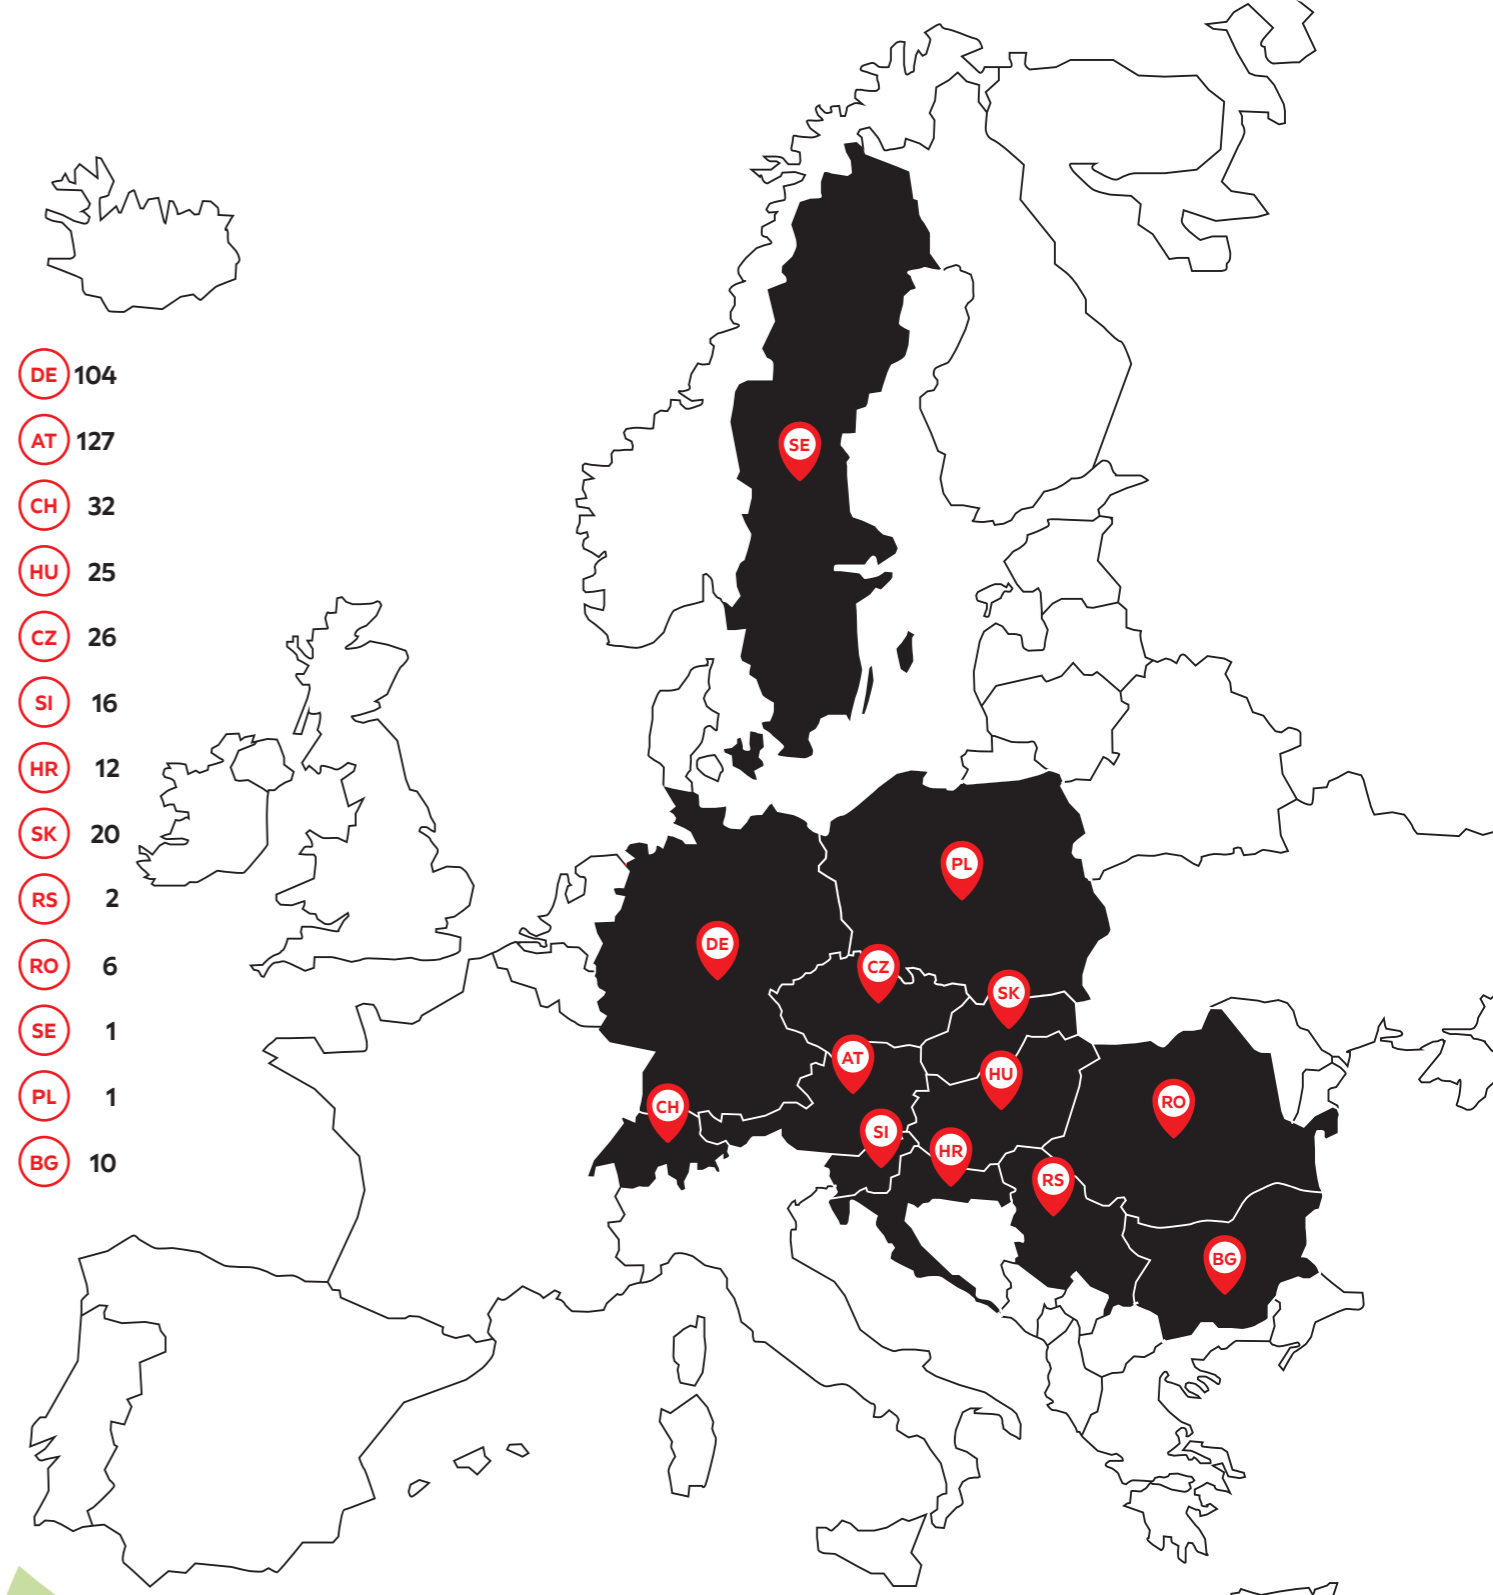 DE 104
AT 127
CH 32
HU 25
CZ 26
SI 16
HR 12
SK 20
RS 2
RO 6
SE 1
PL 1
BG 10
SE
PL
DE
CZ
SK
AT
HU
CH
RO
SI
HR
RS
BG